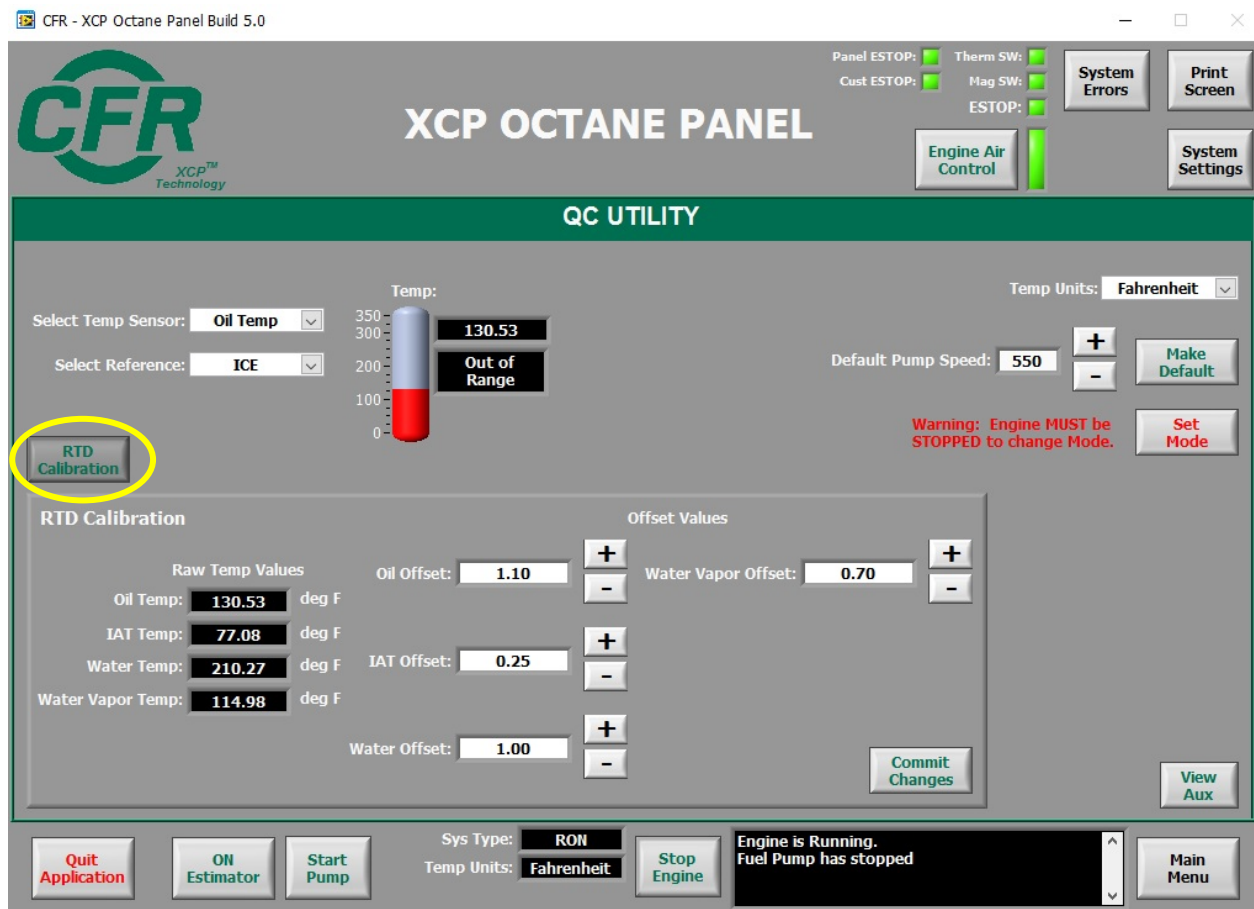 CFR - XCP Octane Panel Build 5.0
CFR
XCP™
Technology
XCP OCTANE PANEL
Panel ESTOP:
Therm SW:
Cust ESTOP:
Mag SW:
ESTOP:
Engine Air
Control
System
Errors
Print
Screen
System
Settings
QC UTILITY
Select Temp Sensor: Oil Temp
Select Reference: ICE
Temp:
350
300
200
100
0
130.53
Out of
Range
Temp Units: Fahrenheit
Default Pump Speed: 550
+
-
Make
Default
Warning: Engine MUST be
STOPPED to change Mode.
Set
Mode
RTD
Calibration
RTD Calibration
Raw Temp Values
Oil Temp: 130.53 deg F
IAT Temp: 77.08 deg F
Water Temp: 210.27 deg F
Water Vapor Temp: 114.98 deg F
Offset Values
Oil Offset: 1.10
+
-
IAT Offset: 0.25
+
-
Water Offset: 1.00
+
-
Water Vapor Offset: 0.70
+
-
Commit
Changes
View
Aux
Quit
Application
ON
Estimator
Start
Pump
Sys Type: RON
Temp Units: Fahrenheit
Stop
Engine
Engine is Running.
Fuel Pump has stopped
Main
Menu